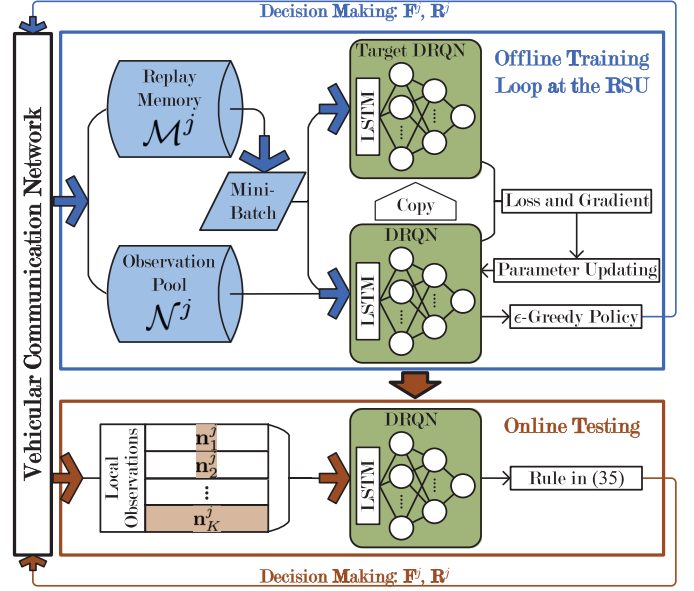 Decision Making: F^j, R^j
Vehicular Communication Network
Offline Training
Loop at the RSU
Replay
Memory
𝓜^j
Mini-
Batch
Observation
Pool
𝓝^j
Target DRQN
LSTM
Copy
DRQN
LSTM
Loss and Gradient
Parameter Updating
ϵ-Greedy Policy
Online Testing
Local
Observations
n_1^j
n_2^j
...
n_K^j
DRQN
LSTM
Rule in (35)
Decision Making: F^j, R^j